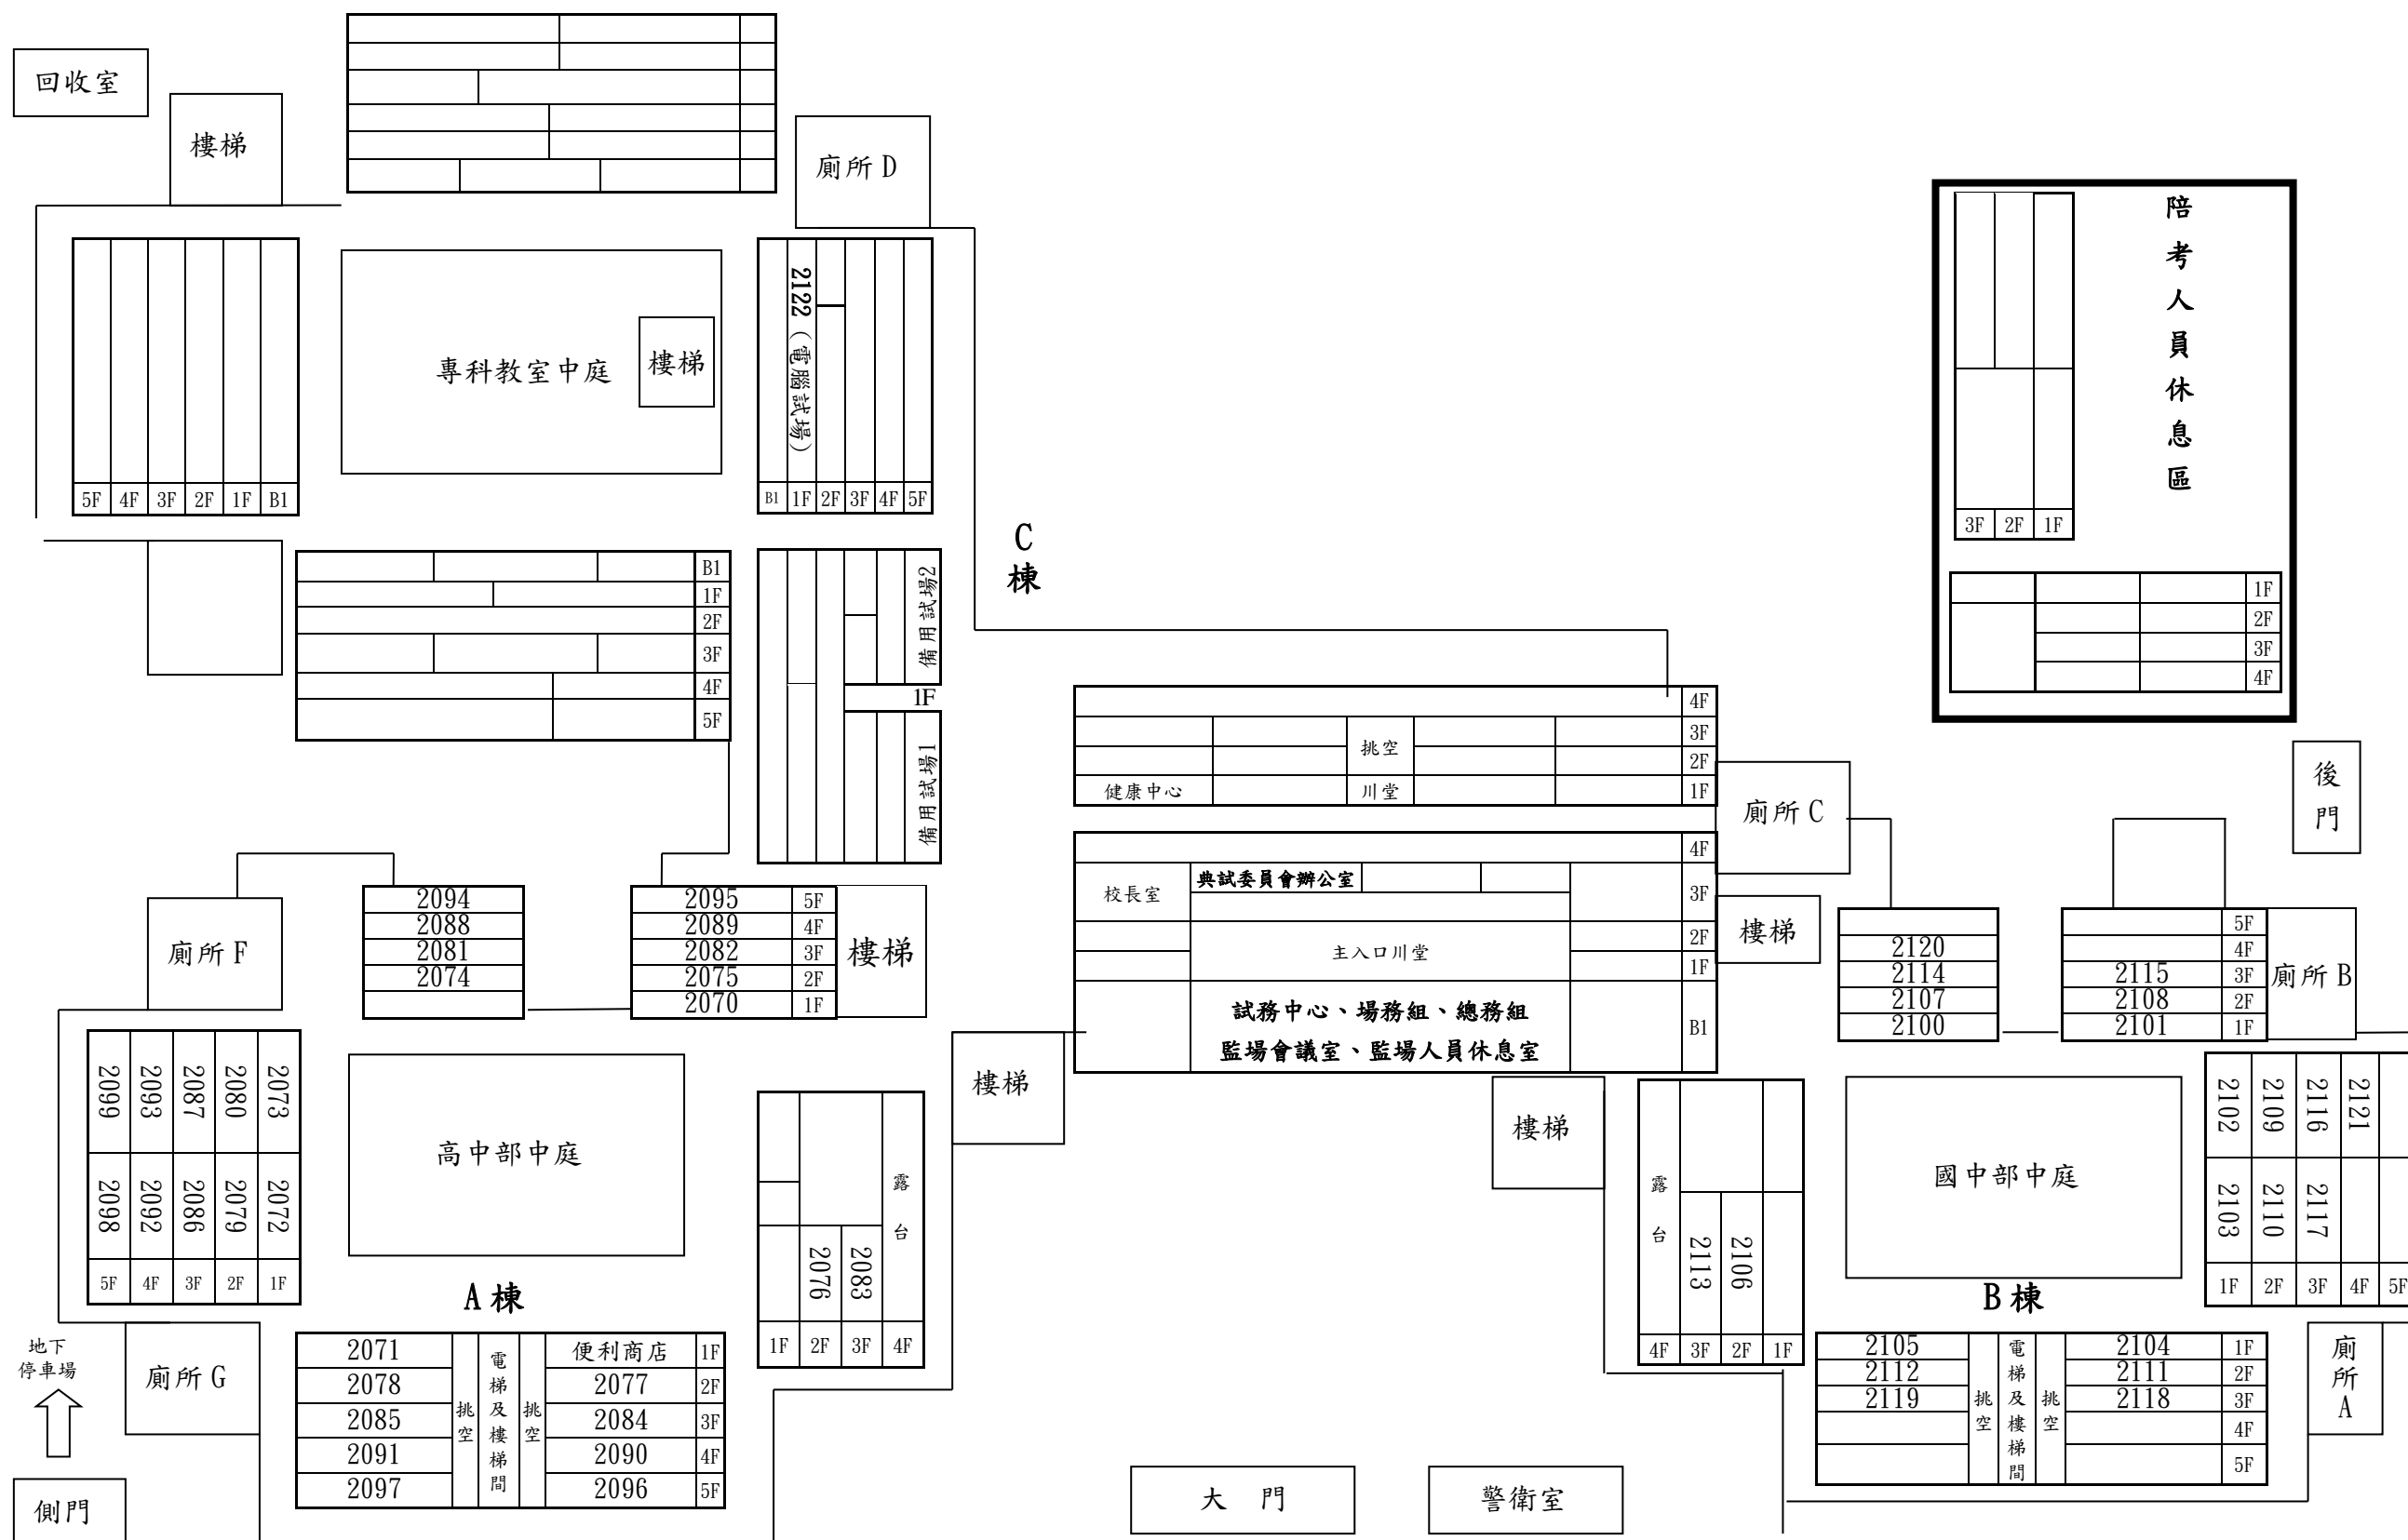 回收室
樓梯
廁所 D
陪考人員休息區
3F 2F 1F
1F
2F
3F
4F
專科教室中庭
樓梯
2122（電腦試場）
5F 4F 3F 2F 1F B1
B1 1F 2F 3F 4F 5F
C棟
B1
1F
2F
3F
4F
5F
備用試場2
1F
備用試場1
4F
3F
挑空
2F
健康中心 川堂 1F
廁所 C
後門
4F
校長室 典試委員會辦公室 3F
2F
主入口川堂
1F
試務中心、場務組、總務組
監場會議室、監場人員休息室
B1
樓梯
廁所 F
2094
2088
2081
2074
2095 5F
2089 4F
2082 3F
2075 2F
2070 1F
樓梯
2120
2114
2107
2100
5F
4F
2115 3F
2108 2F
2101 1F
廁所 B
2099 2093 2087 2080 2073
2098 2092 2086 2079 2072
5F 4F 3F 2F 1F
高中部中庭
A 棟
露台
2076 2083
1F 2F 3F 4F
樓梯
樓梯
露台
2113 2106
4F 3F 2F 1F
國中部中庭
B 棟
2102 2109 2116 2121
2103 2110 2117
1F 2F 3F 4F 5F
地下
停車場
廁所 G
側門
2071 便利商店 1F
2078 2077 2F
2085 2084 3F
2091 2090 4F
2097 2096 5F
挑空
電梯及樓梯間
挑空
大 門
警衛室
2105 2104 1F
2112 2111 2F
2119 2118 3F
4F
5F
挑空
電梯及樓梯間
挑空
廁所 A